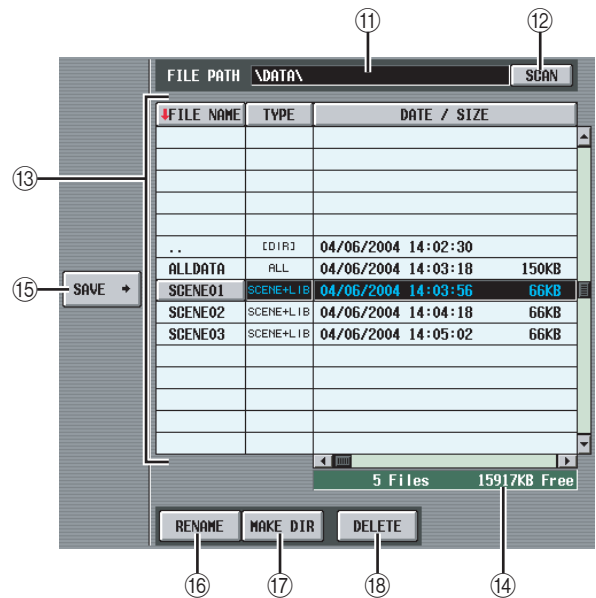 ⑪ ⑫
FILE PATH \DATA\ SCAN
FILE NAME TYPE DATE / SIZE
⑬
.. [DIR] 04/06/2004 14:02:30
ALLDATA ALL 04/06/2004 14:03:18 150KB
⑮ SAVE SCENE01 SCENE+LIB 04/06/2004 14:03:56 66KB
SCENE02 SCENE+LIB 04/06/2004 14:04:18 66KB
SCENE03 SCENE+LIB 04/06/2004 14:05:02 66KB
5 Files 15917KB Free
RENAME MAKE DIR DELETE
⑯ ⑰ ⑱ ⑭